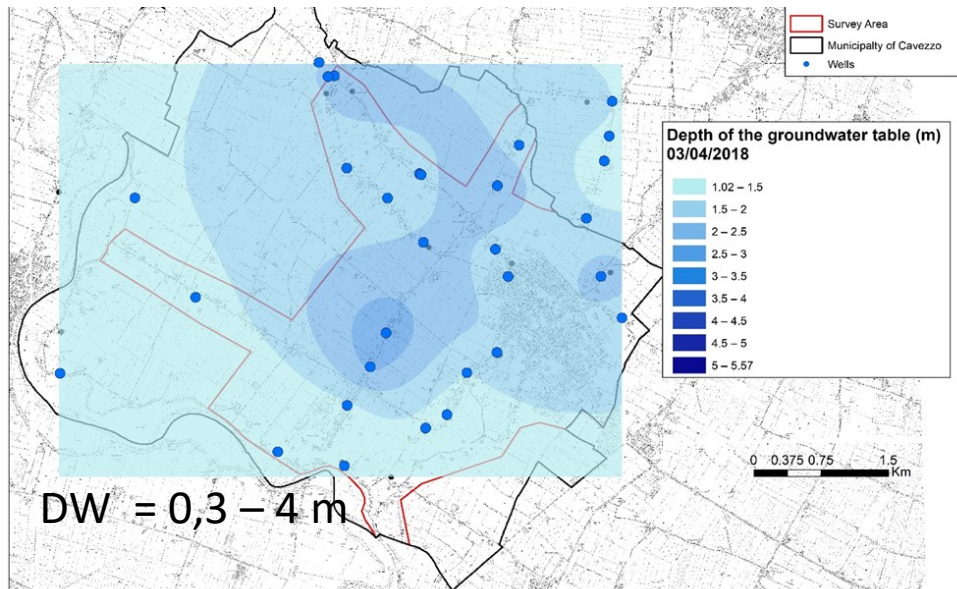 Survey Area
Municipalty of Cavezzo
Wells
Depth of the groundwater table (m)
03/04/2018
1.02 – 1.5
1.5 – 2
2 – 2.5
2.5 – 3
3 – 3.5
3.5 – 4
4 – 4.5
4.5 – 5
5 – 5.57
0 0.375 0.75 1.5
Km
DW = 0,3 – 4 m